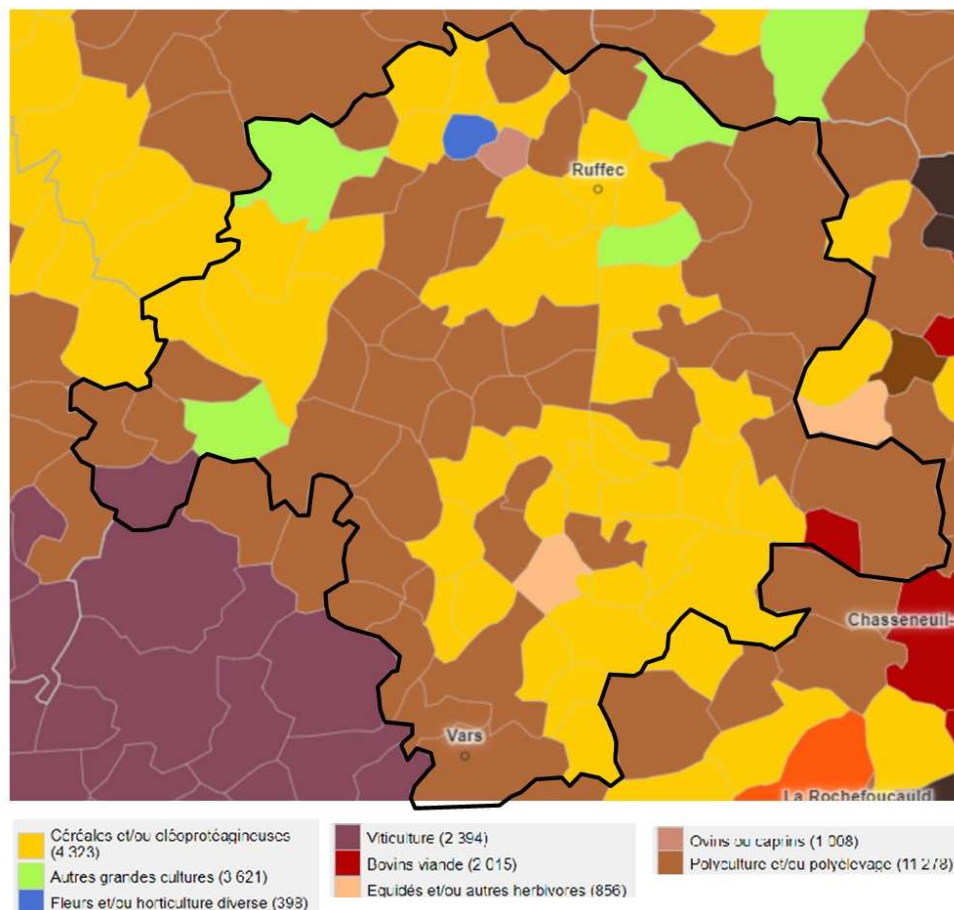 Ruffec
Chasseneuil-
Vars
La Rochefoucauld
Céréales et/ou oléoprotéagineuses
(4 323)
Autres grandes cultures (3 621)
Fleurs et/ou horticulture diverse (398)
Viticulture (2 394)
Bovins viande (2 015)
Equidés et/ou autres herbivores (856)
Ovins ou caprins (1 008)
Polyculture et/ou polyélevage (11 278)